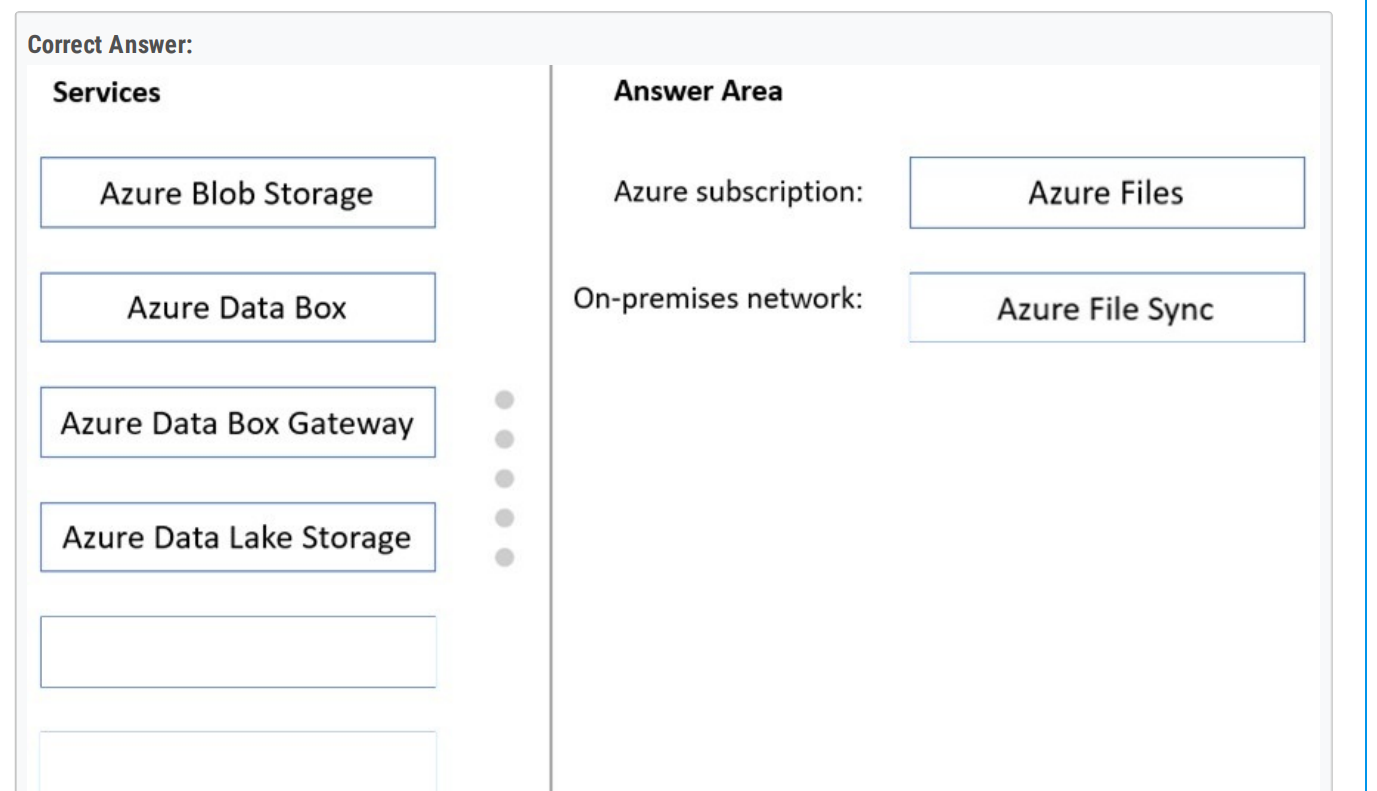 Correct Answer:
Services
Azure Blob Storage
Azure Data Box
Azure Data Box Gateway
Azure Data Lake Storage
Answer Area
Azure subscription: Azure Files
On-premises network: Azure File Sync